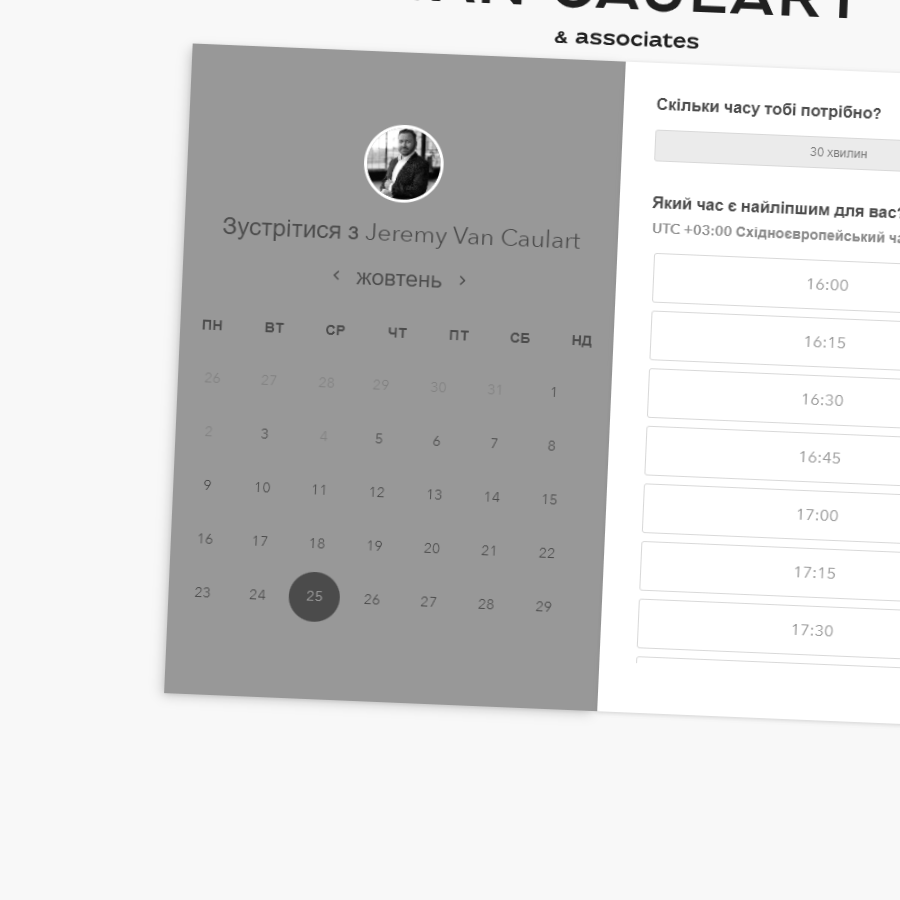 VAN CAULART
& associates
Зустрітися з Jeremy Van Caulart
жовтень
ПН ВТ СР ЧТ ПТ СБ НД
26 27 28 29 30 31 1
2 3 4 5 6 7 8
9 10 11 12 13 14 15
16 17 18 19 20 21 22
23 24 25 26 27 28 29
Скільки часу тобі потрібно?
30 хвилин
Який час є найліпшим для вас?
UTC +03:00 Східноєвропейський
16:00
16:15
16:30
16:45
17:00
17:15
17:30